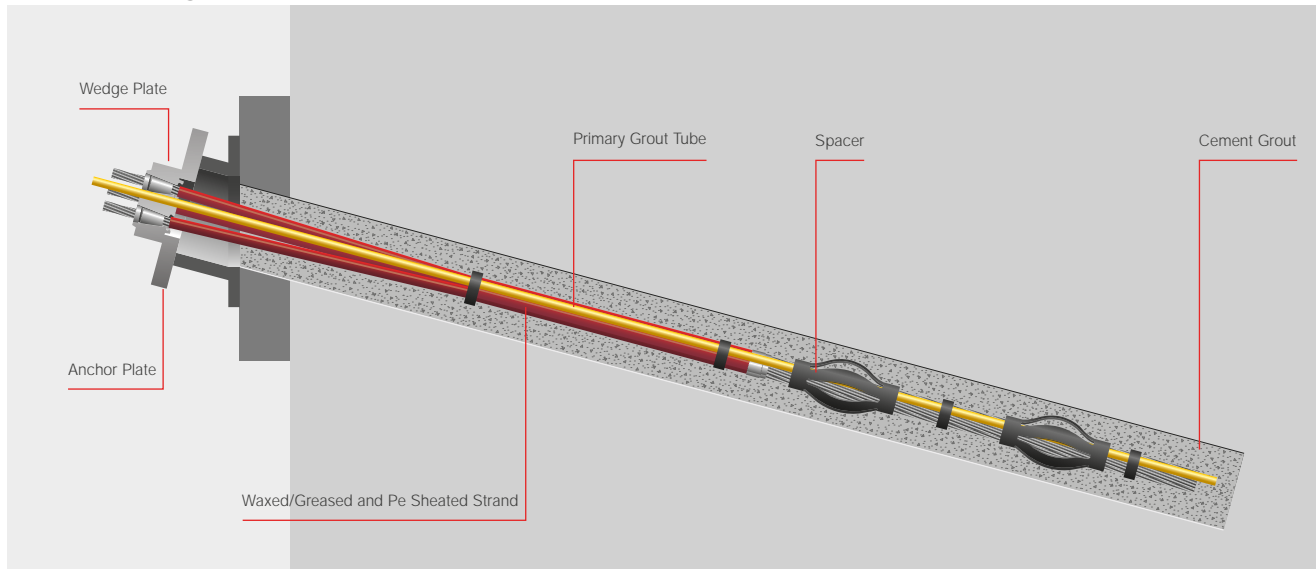 Wedge Plate
Primary Grout Tube
Spacer
Cement Grout
Anchor Plate
Waxed/Greased and Pe Sheated Strand